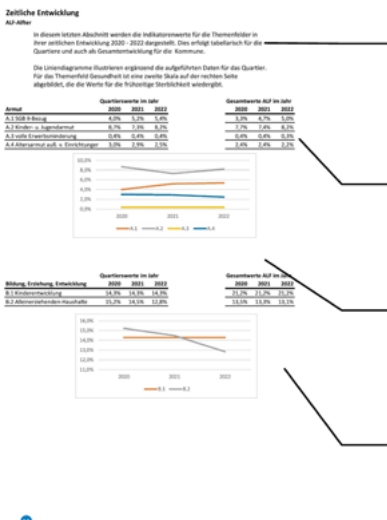 Zeitliche Entwicklung
ALF-Alfter
In diesem letzten Abschnitt werden die Indikatorenwerte für die Themenfelder in
ihrer zeitlichen Entwicklung 2020 - 2022 dargestellt. Dies erfolgt tabellarisch für die
Quartiere und auch als Gesamtentwicklung für die Kommune.
Die Liniendiagramme illustrieren ergänzend die aufgeführten Daten für das Quartier.
Für das Themenfeld Gesundheit ist eine zweite Skala auf der rechten Seite
abgebildet, die die Werte für die frühzeitige Sterblichkeit wiedergibt.
Quartierswerte im Jahr Gesamtwerte ALF im Jahr
Armut 2020 2021 2022 2020 2021 2022
A.1 SGB II-Bezug 4,0% 5,2% 5,4% 3,3% 4,7% 5,0%
A.2 Kinder- u. Jugendarmut 8,7% 7,3% 8,2% 7,7% 7,4% 8,2%
A.3 volle Erwerbsminderung 0,4% 0,4% 0,4% 0,4% 0,4% 0,3%
A.4 Altersarmut auß. v. Einrichtungen 3,0% 2,9% 2,5% 2,4% 2,4% 2,2%
10,0%
8,0%
6,0%
4,0%
2,0%
0,0%
2020 2021 2022
A.1 A.2 A.3 A.4
Quartierswerte im Jahr Gesamtwerte ALF im Jahr
Bildung, Erziehung, Entwicklung 2020 2021 2022 2020 2021 2022
B.1 Kinderentwicklung 14,3% 14,3% 14,3% 21,2% 21,2% 21,2%
B.2 Alleinerziehenden-Haushalte 15,2% 14,5% 12,8% 13,5% 13,3% 13,1%
16,0%
15,0%
14,0%
13,0%
12,0%
11,0%
2020 2021 2022
B.1 B.2